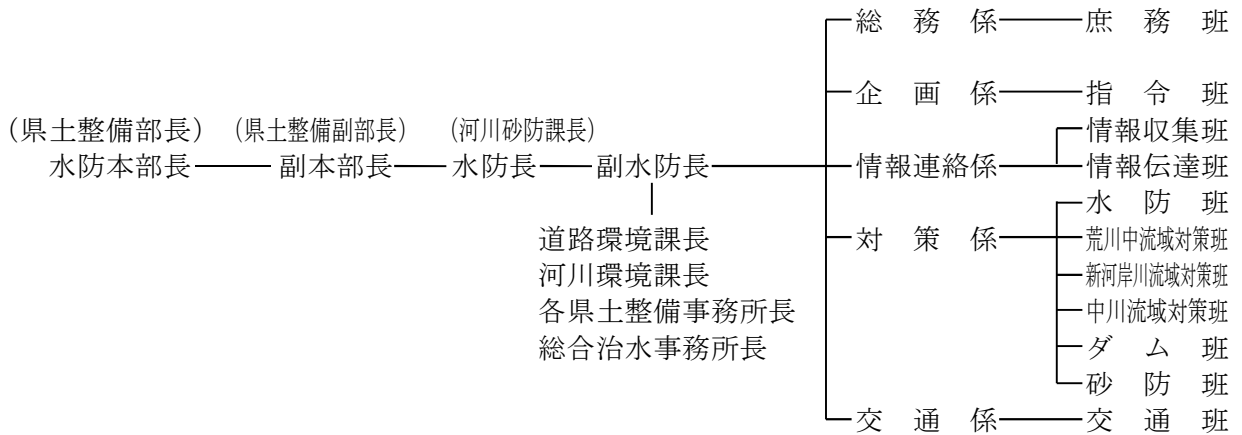 総務係 庶務班
企画係 指令班
(県土整備部長) (県土整備副部長) (河川砂防課長) 情報収集班
水防本部長 副本部長 水防長 副水防長 情報連絡係 情報伝達班
水防班
道路環境課長 対策係 荒川中流域対策班
河川環境課長 新河岸川流域対策班
各県土整備事務所長 中川流域対策班
総合治水事務所長 ダム班
砂防班
交通係 交通班